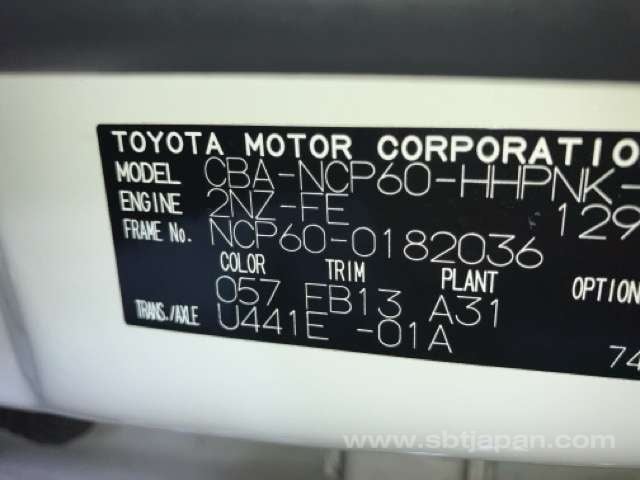 TOYOTA MOTOR CORPORATIO
MODEL CBA-NCP60-HHPNK-
ENGINE 2NZ-FE 129
FRAME No. NCP60-0182036
COLOR TRIM PLANT OPTION
057 FB13 A31
TRANS./AXLE U441E -01A
74
www.sbtjapan.com